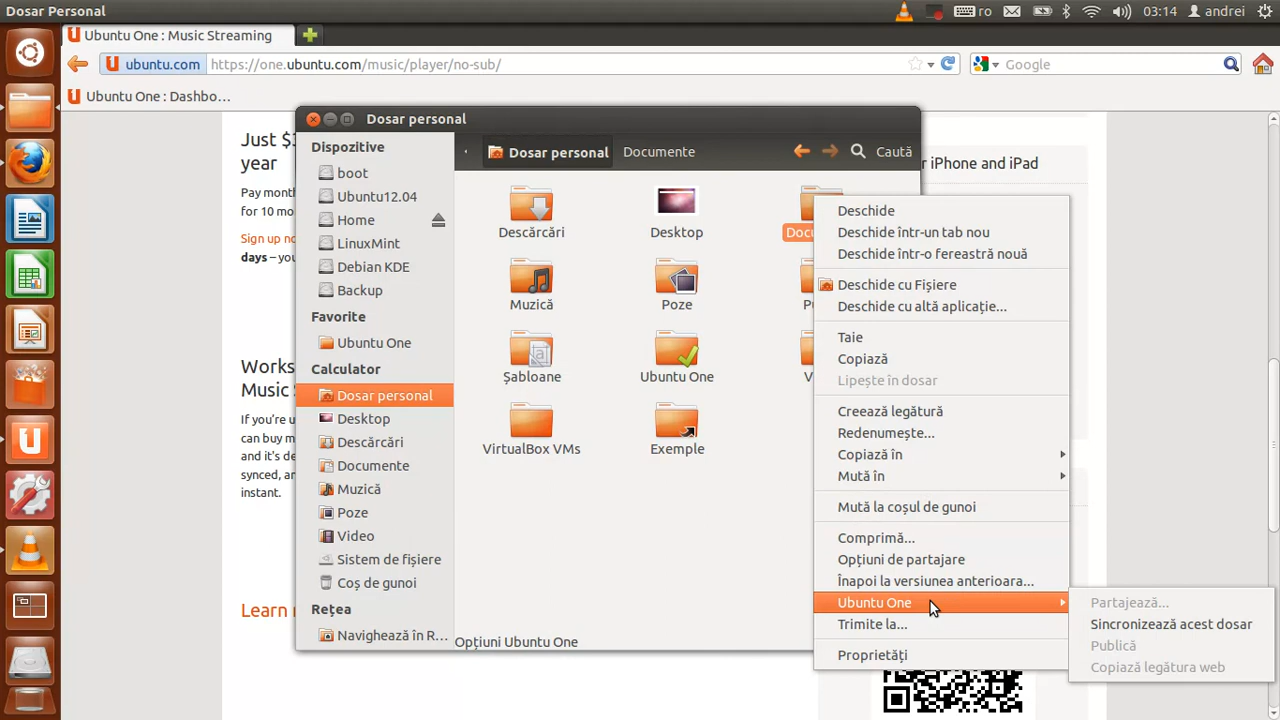 Dosar Personal
ro
03:14
andrei
Ubuntu One : Music Streaming
ubuntu.com
https://one.ubuntu.com/music/player/no-sub/
Google
Ubuntu One : Dashbo...
Just $3
year
Pay month
for 10 mo
Sign up no
days – you
Works
Music S
If you're u
can buy m
and it's de
synced, an
instant.
Learn
r iPhone and iPad
Dosar personal
Dispozitive
boot
Ubuntu12.04
Home
LinuxMint
Debian KDE
Backup
Favorite
Ubuntu One
Calculator
Dosar personal
Desktop
Descărcări
Documente
Muzică
Poze
Video
Sistem de fișiere
Coș de gunoi
Rețea
Navighează în R...
Dosar personal
Documente
Caută
Descărcări
Desktop
Docu
Muzică
Poze
Pu
Șabloane
Ubuntu One
V
VirtualBox VMs
Exemple
Opțiuni Ubuntu One
Deschide
Deschide într-un tab nou
Deschide într-o fereastră nouă
Deschide cu Fișiere
Deschide cu altă aplicație...
Taie
Copiază
Lipește în dosar
Creează legătură
Redenumește...
Copiază în
Mută în
Mută la coșul de gunoi
Comprimă...
Opțiuni de partajare
Înapoi la versiunea anterioara...
Ubuntu One
Trimite la...
Proprietăți
Partajează...
Sincronizează acest dosar
Publică
Copiază legătura web